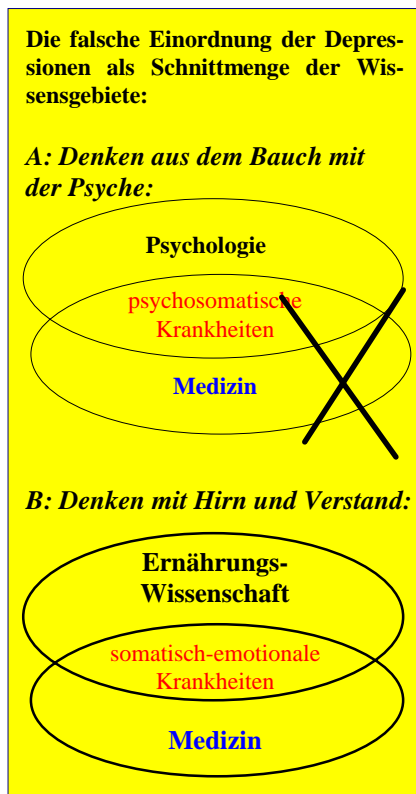 Die falsche Einordnung der Depres-
sionen als Schnittmenge der Wis-
sensgebiete:
A: Denken aus dem Bauch mit
der Psyche:
Psychologie
psychosomatische
Krankheiten
Medizin
B: Denken mit Hirn und Verstand:
Ernährungs-
Wissenschaft
somatisch-emotionale
Krankheiten
Medizin